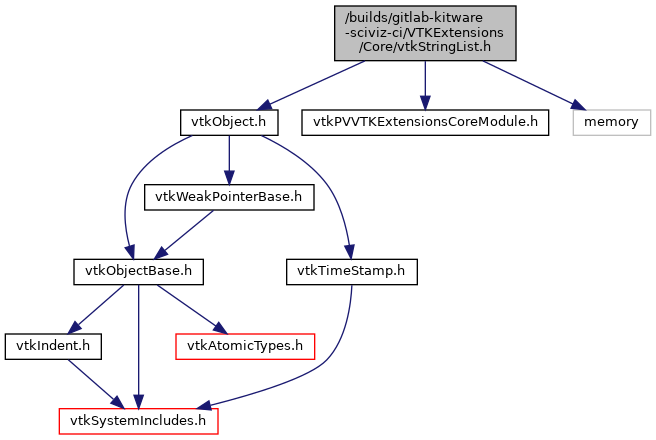 /builds/gitlab-kitware
-sciviz-ci/VTKExtensions
/Core/vtkStringList.h
vtkObject.h
vtkPVVTKExtensionsCoreModule.h
memory
vtkWeakPointerBase.h
vtkObjectBase.h
vtkTimeStamp.h
vtkIndent.h
vtkAtomicTypes.h
vtkSystemIncludes.h